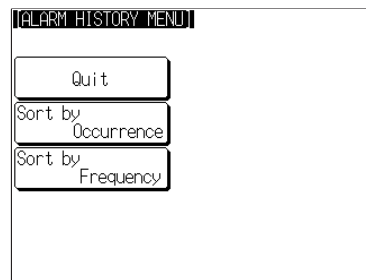 [ALARM HISTORY MENU]
Quit
Sort by
Occurrence
Sort by
Frequency